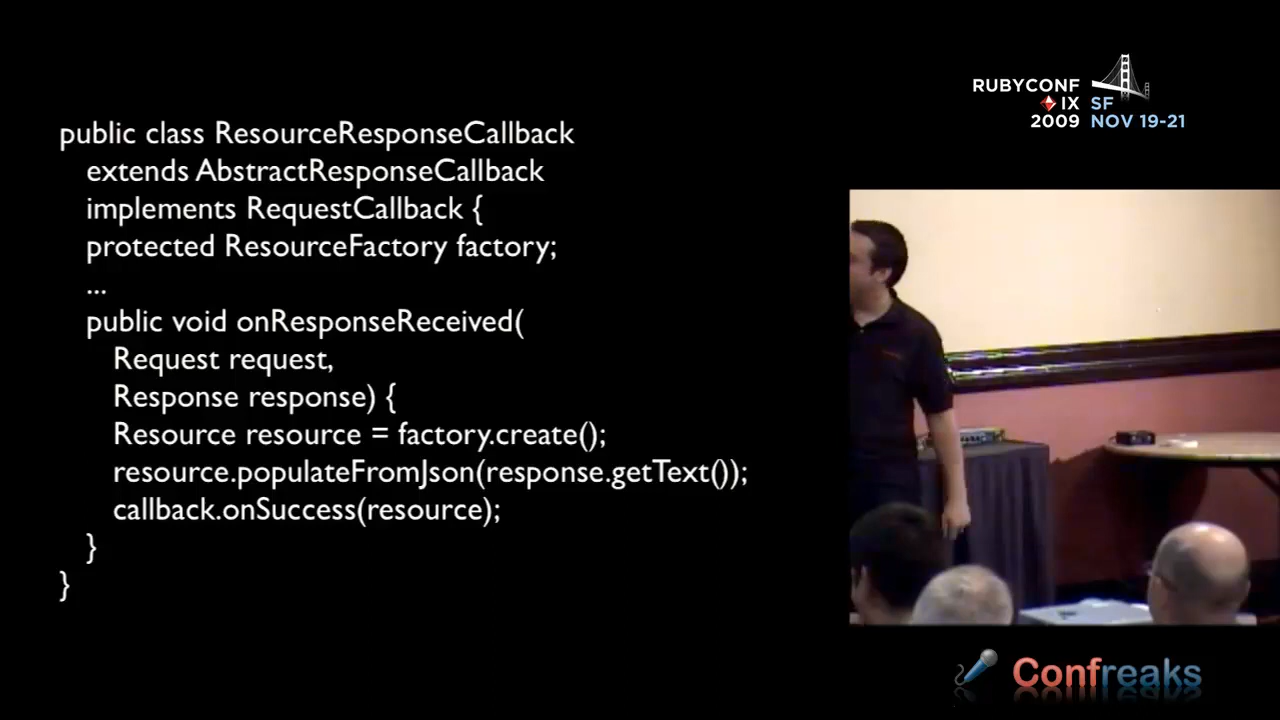 public class ResourceResponseCallback
extends AbstractResponseCallback
implements RequestCallback {
protected ResourceFactory factory;
...
public void onResponseReceived(
Request request,
Response response) {
Resource resource = factory.create();
resource.populateFromJson(response.getText());
callback.onSuccess(resource);
}
}
RUBYCONF
IX SF
2009 NOV 19-21
Confreaks